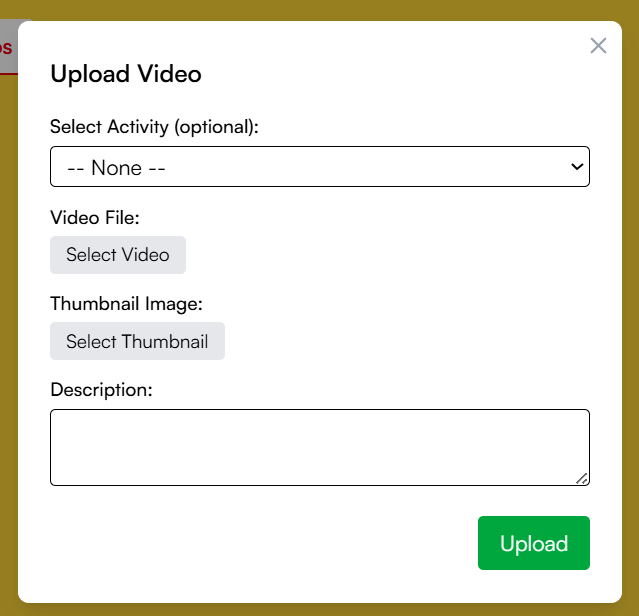 Upload Video
Select Activity (optional):
-- None --
Video File:
Select Video
Thumbnail Image:
Select Thumbnail
Description:
Upload